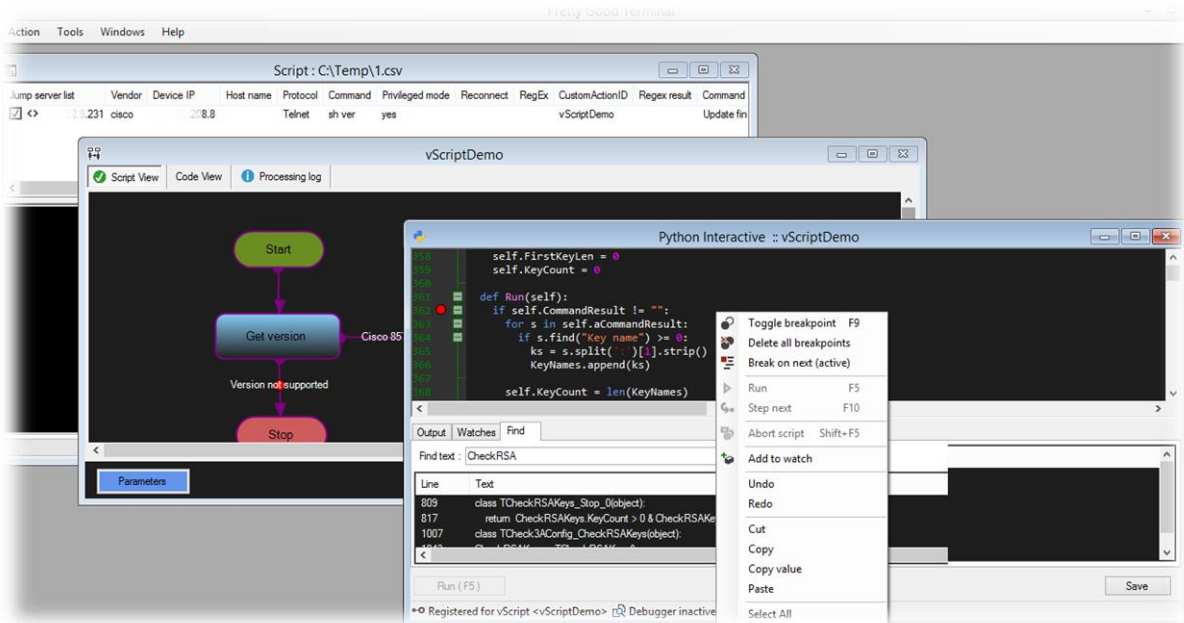 Pretty Good Terminal
Action Tools Windows Help
Script : C:\Temp\1.csv
Jump server list Vendor Device IP Host name Protocol Command Privileged mode Reconnect RegEx CustomActionID Regex result Command
.231 cisco 8.8 Telnet sh ver yes vScriptDemo Update fin
vScriptDemo
Script View Code View Processing log
Start
Get version
Cisco 857
Version not supported
Stop
Parameters
Python Interactive :: vScriptDemo
358 self.FirstKeyLen = 0
359 self.KeyCount = 0
360
361 def Run(self):
362 if self.CommandResult != "":
363 for s in self.aCommandResult:
364 if s.find("Key name") >= 0:
365 ks = s.split(':')[1].strip()
366 KeyNames.append(ks)
367
368 self.KeyCount = len(KeyNames)
Output Watches Find
Find text : CheckRSA
Line Text
809 class TCheckRSAKeys_Stop_0(object):
817 return CheckRSAKeys.KeyCount > 0 & CheckRSAKe
1007 class TCheck3AConfig_CheckRSAKeys(object):
Run ( F5 )
Save
Registered for vScript <vScriptDemo> Debugger inactive
Toggle breakpoint F9
Delete all breakpoints
Break on next (active)
Run F5
Step next F10
Abort script Shift+F5
Add to watch
Undo
Redo
Cut
Copy
Copy value
Paste
Select All